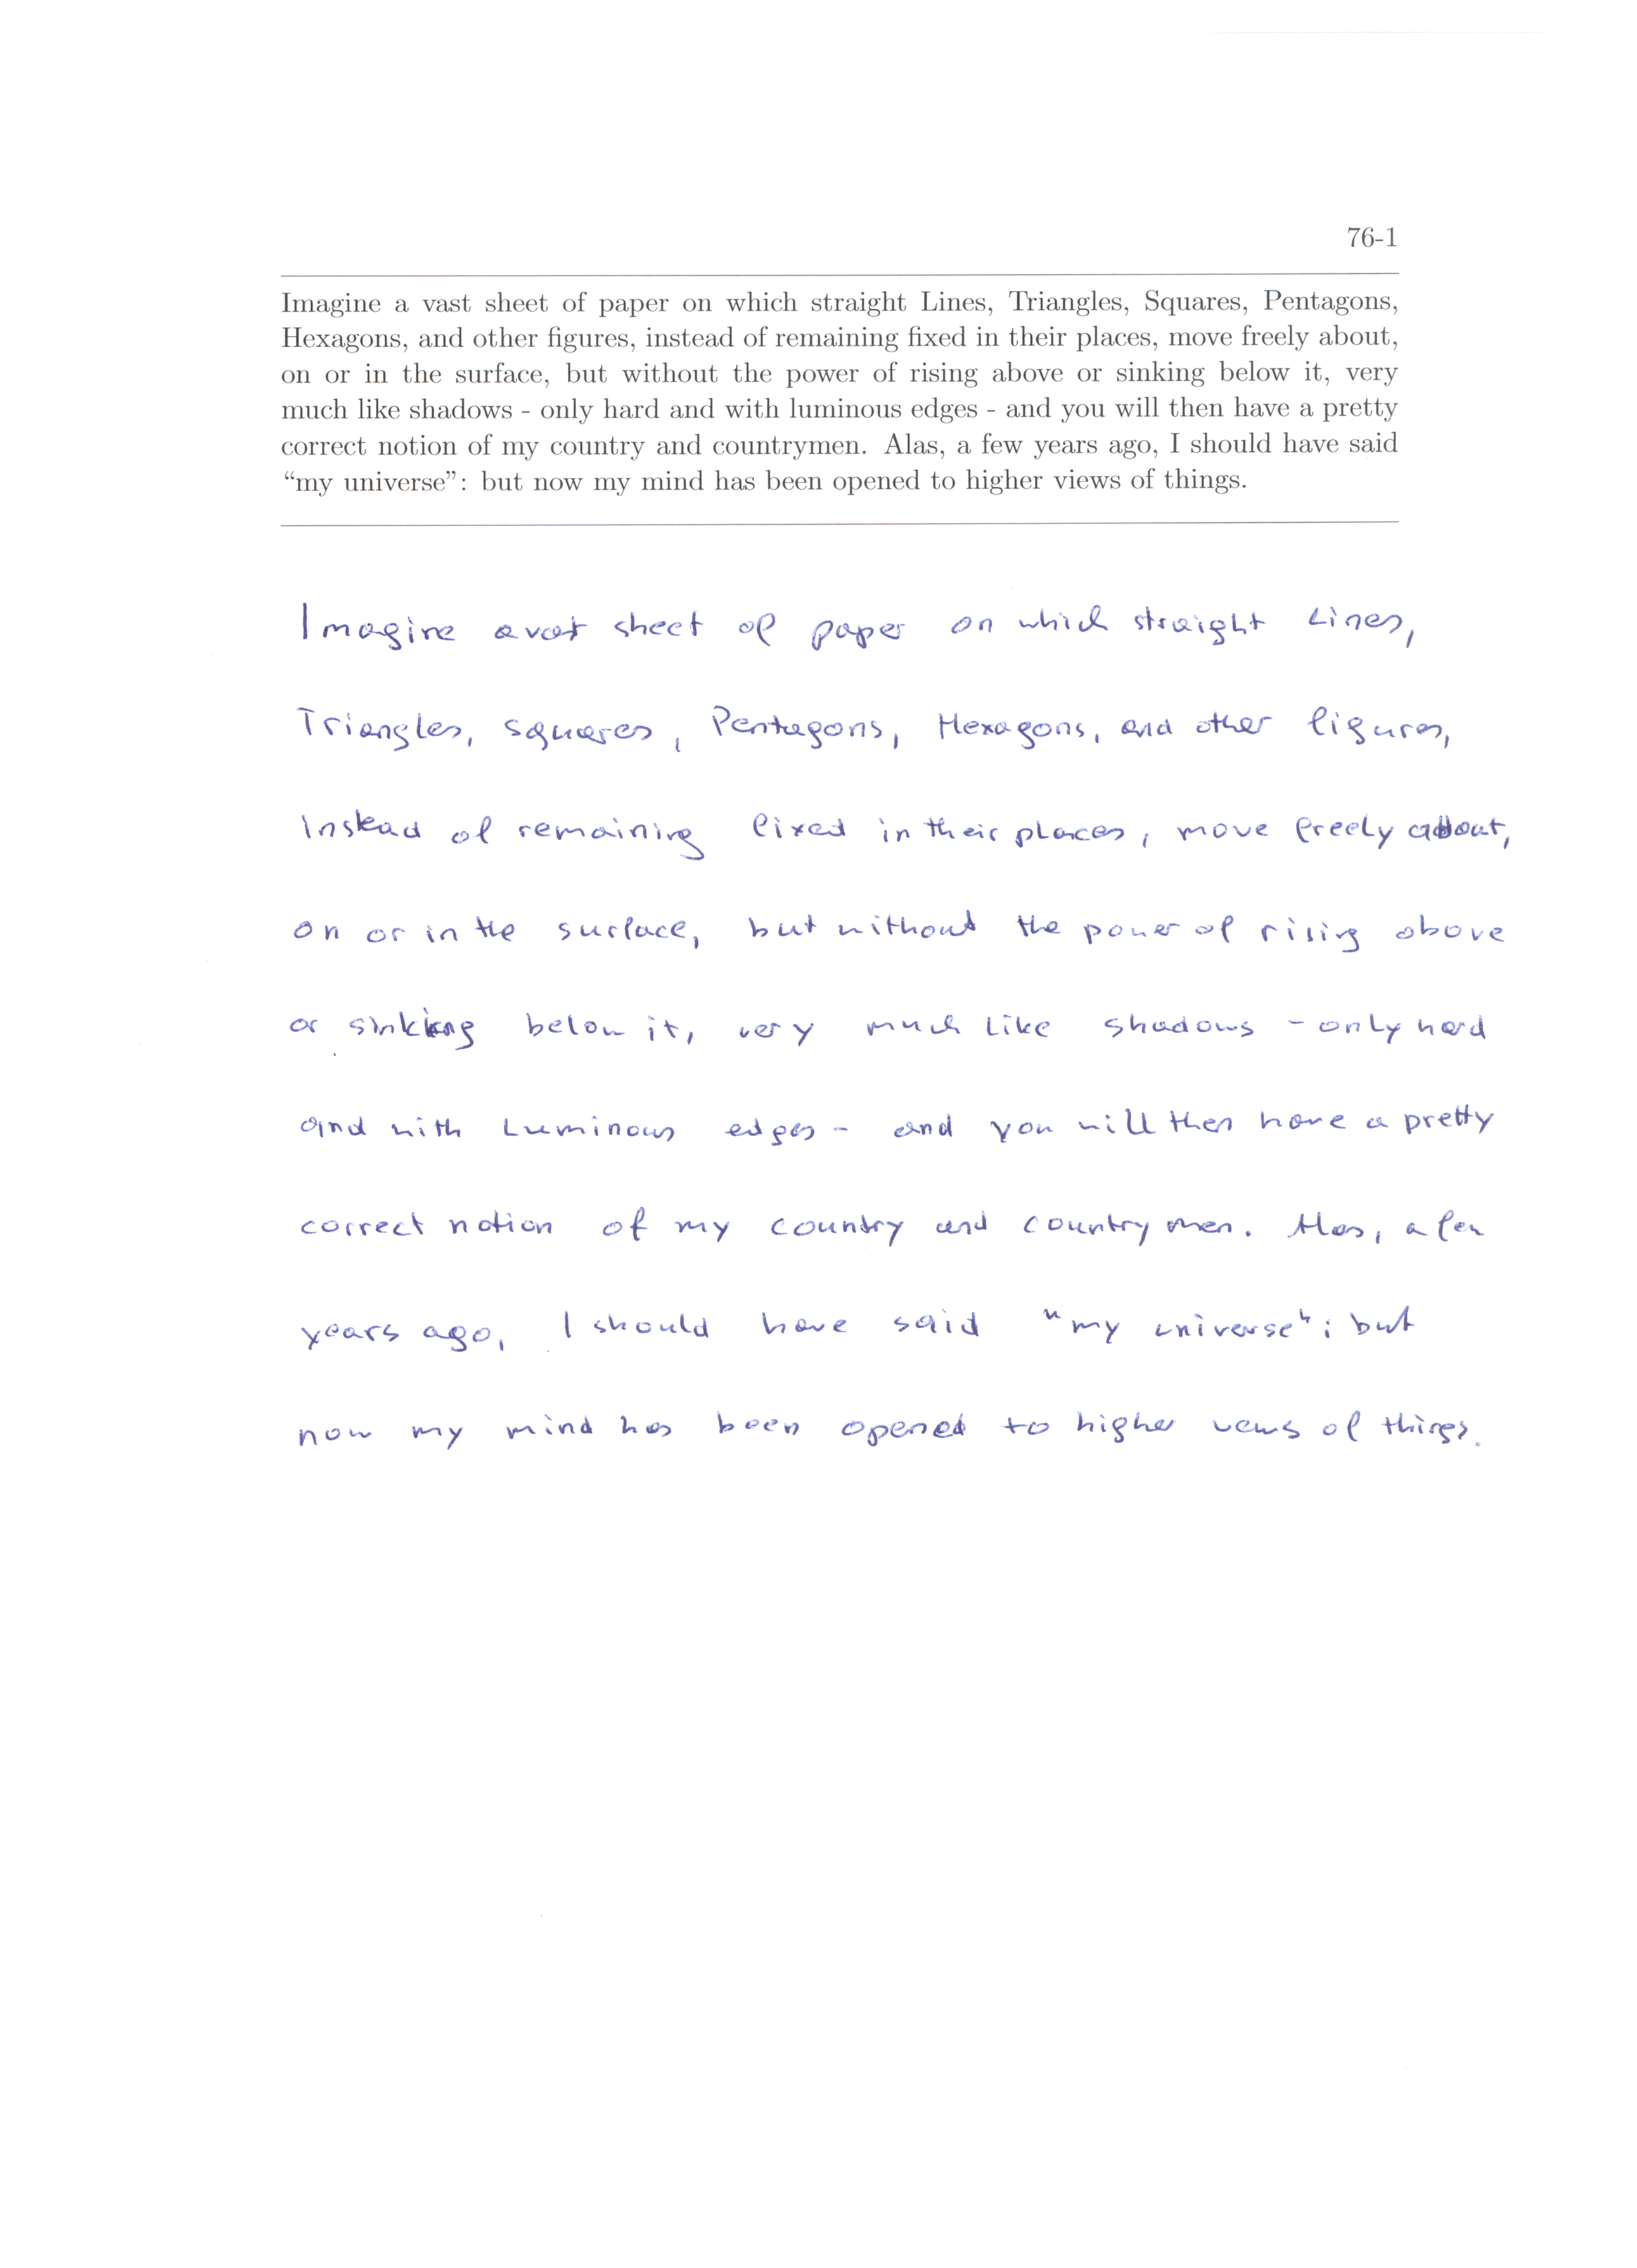 76-1
Imagine a vast sheet of paper on which straight Lines, Triangles, Squares, Pentagons,
Hexagons, and other figures, instead of remaining fixed in their places, move freely about,
on or in the surface, but without the power of rising above or sinking below it, very
much like shadows - only hard and with luminous edges - and you will then have a pretty
correct notion of my country and countrymen. Alas, a few years ago, I should have said
“my universe”: but now my mind has been opened to higher views of things.
Imagine a vast sheet of paper on which straight Lines,
Triangles, squares, Pentagons, Hexagons, and other figures,
instead of remaining fixed in their places, move freely about,
on or in the surface, but without the power of rising above
or sinking below it, very much like shadows - only hard
and with luminous edges - and you will then have a pretty
correct notion of my country and countrymen. Alas, a few
years ago, I should have said "my universe": but
now my mind has been opened to higher vews of things.